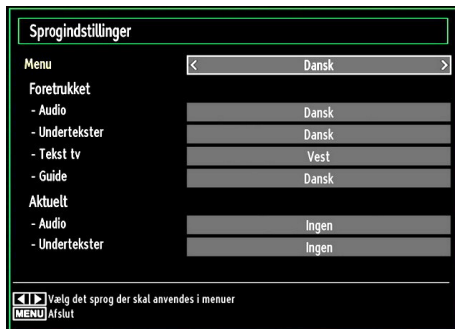 Sprogindstillinger
Menu < Dansk >
Foretrukket
- Audio Dansk
- Undertekster Dansk
- Tekst tv Vest
- Guide Dansk
Aktuelt
- Audio Ingen
- Undertekster Ingen
Vælg det sprog der skal anvendes i menuer
MENU Afslut